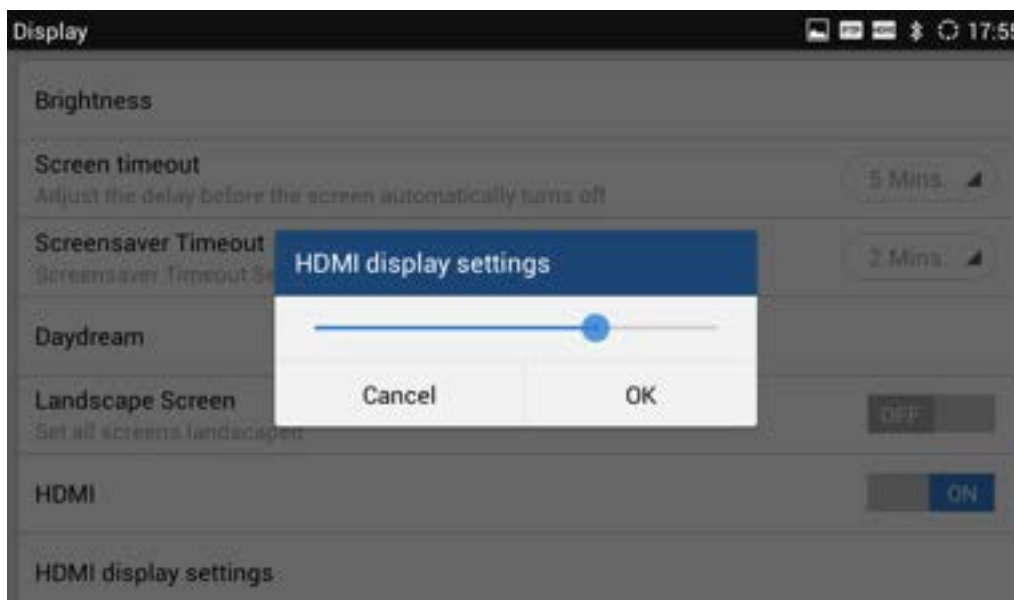 Display
17:55
Brightness
Screen timeout
5 Mins.
Adjust the delay before the screen automatically turns off
Screensaver Timeout
2 Mins.
Screensaver Timeout
HDMI display settings
Daydream
Cancel
OK
Landscape Screen
OFF
Set all screens landscaped
HDMI
ON
HDMI display settings